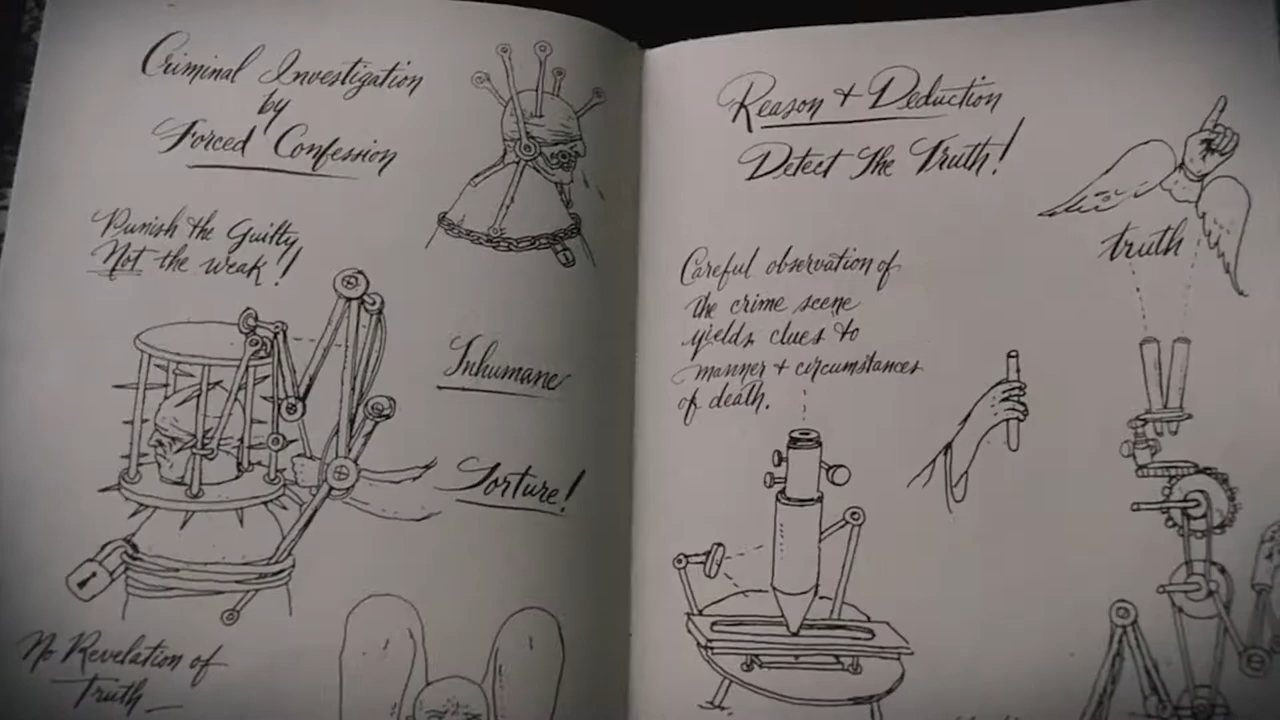 Criminal Investigation
by
Forced Confession
Punish the Guilty
Not the weak!
Inhumane
Torture!
No Revelation of
Truth
Reason + Deduction
Detect The Truth!
truth
Careful observation of
the crime scene
yields clues to
manner + circumstances
of death.